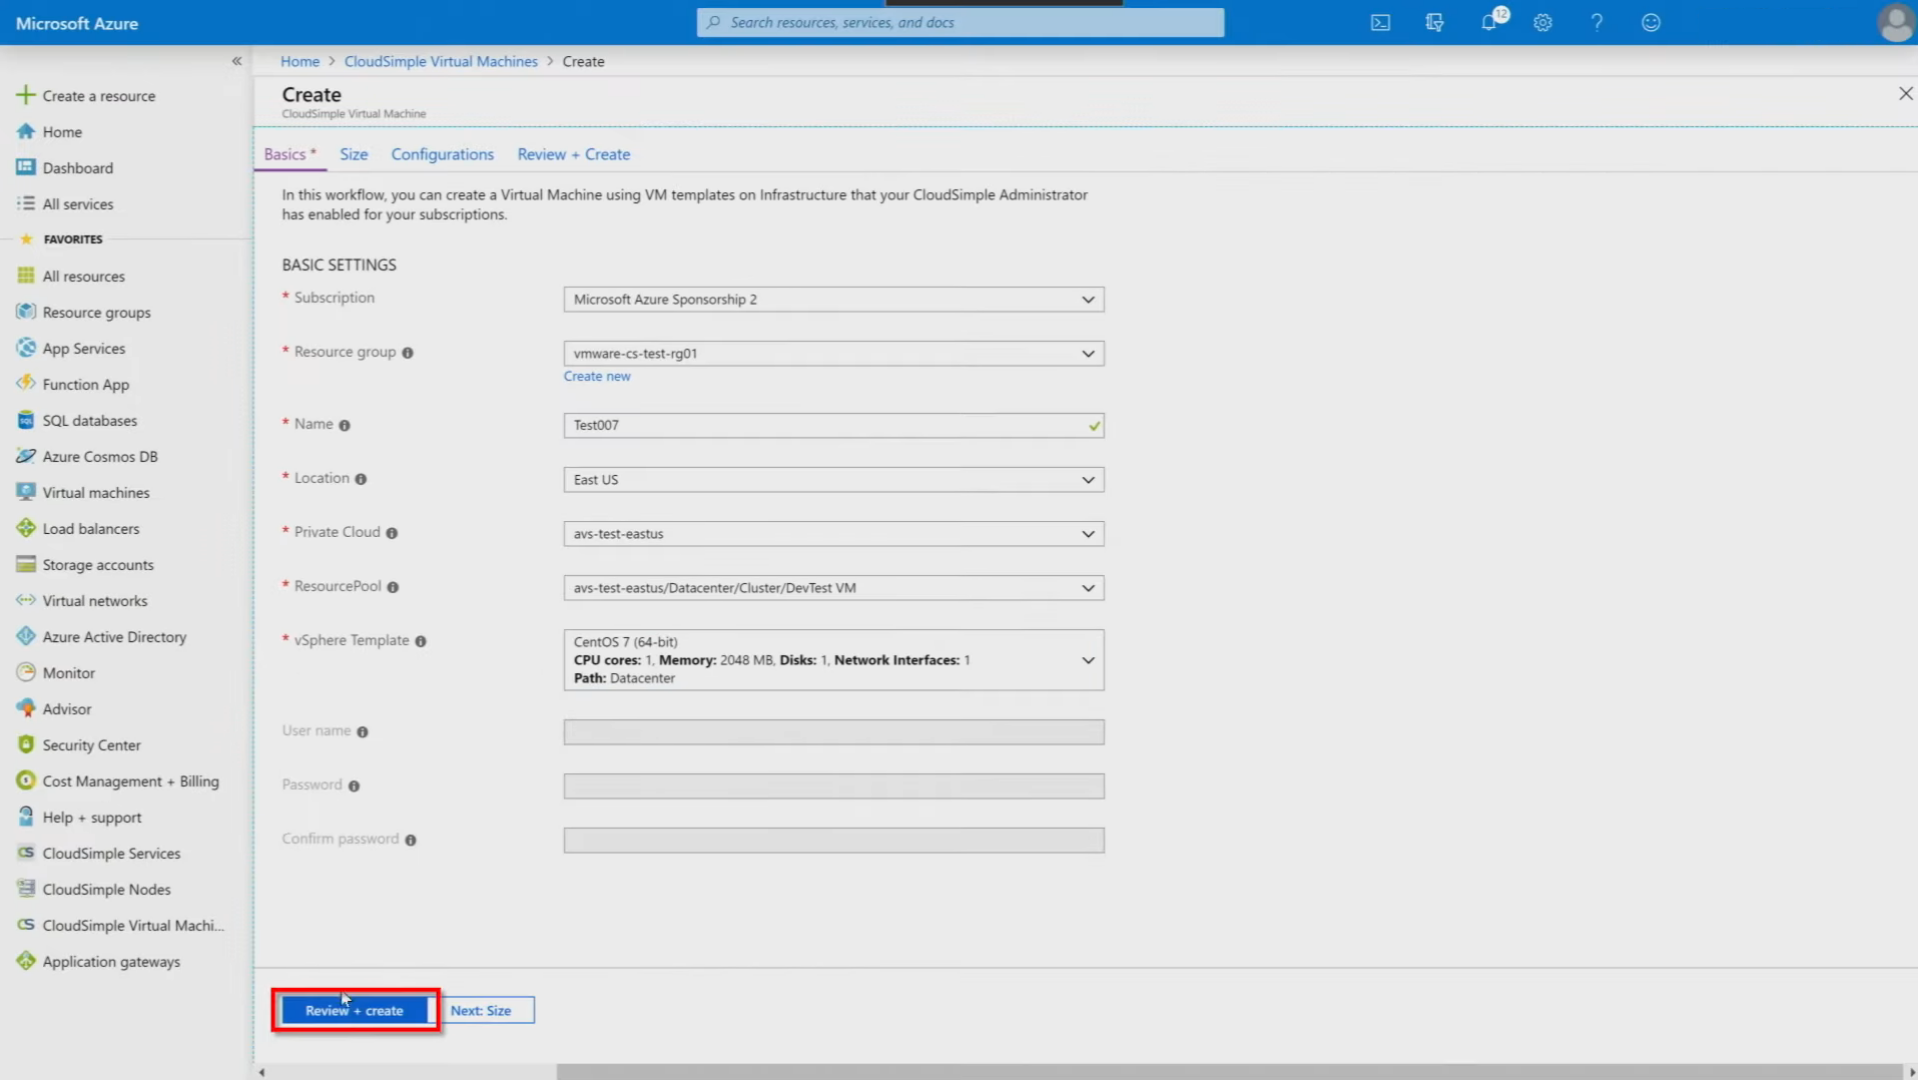 Microsoft Azure
Search resources, services, and docs
12
?
Create a resource
Home
Dashboard
All services
FAVORITES
All resources
Resource groups
App Services
Function App
SQL databases
Azure Cosmos DB
Virtual machines
Load balancers
Storage accounts
Virtual networks
Azure Active Directory
Monitor
Advisor
Security Center
Cost Management + Billing
Help + support
CloudSimple Services
CloudSimple Nodes
CloudSimple Virtual Machi...
Application gateways
Home > CloudSimple Virtual Machines > Create
Create
CloudSimple Virtual Machine
Basics * Size Configurations Review + Create
In this workflow, you can create a Virtual Machine using VM templates on Infrastructure that your CloudSimple Administrator
has enabled for your subscriptions.
BASIC SETTINGS
* Subscription Microsoft Azure Sponsorship 2
* Resource group vmware-cs-test-rg01
Create new
* Name Test007
* Location East US
* Private Cloud avs-test-eastus
* ResourcePool avs-test-eastus/Datacenter/Cluster/DevTest VM
* vSphere Template CentOS 7 (64-bit)
CPU cores: 1, Memory: 2048 MB, Disks: 1, Network Interfaces: 1
Path: Datacenter
User name
Password
Confirm password
Review + create Next: Size